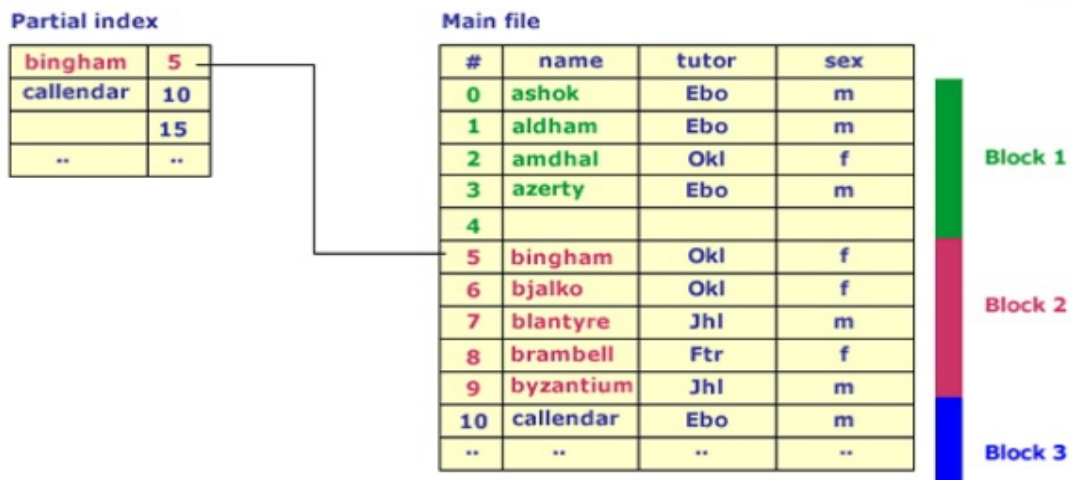 Partial index
bingham 5
callendar 10
15
.. ..
Main file
# name tutor sex
0 ashok Ebo m
1 aldham Ebo m
2 amdhal Okl f
3 azerty Ebo m
4
5 bingham Okl f
6 bjalko Okl f
7 blantyre Jhl m
8 brambell Ftr f
9 byzantium Jhl m
10 callendar Ebo m
.. .. .. ..
Block 1
Block 2
Block 3